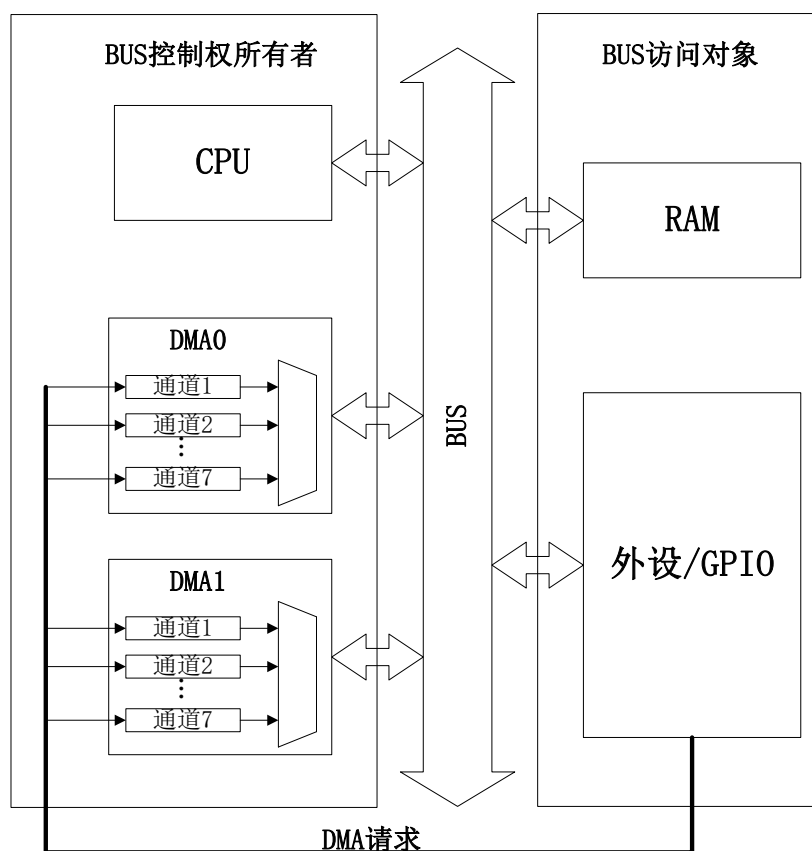 BUS控制权所有者
CPU
DMA0
通道1
通道2
通道7
DMA1
通道1
通道2
通道7
BUS
BUS访问对象
RAM
外设/GPIO
DMA请求